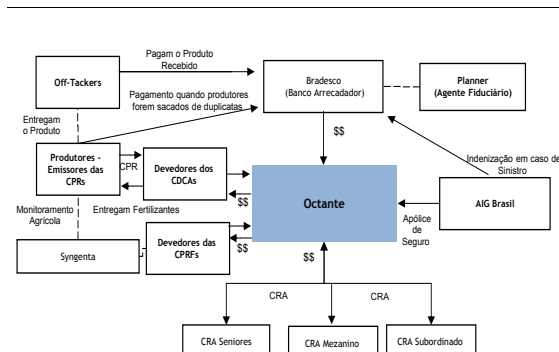 Pagam o Produto
Recebido
Off-Tackers
Bradesco
(Banco Arrecadador)
Planner
(Agente Fiduciário)
Pagamento quando produtores
forem sacados de duplicatas
Entregam
o Produto
$$
Indenização em caso de
Sinistro
Produtores -
Emissores das
CPRs
CPR
Devedores dos
CDCAs
$$
Octante
AIG Brasil
Apólice
de
Seguro
Monitoramento
Agrícola
Entregam Fertilizantes
Syngenta
Devedores das
CPRFs
$$
$$
CRA
CRA
CRA Seniores
CRA Mezanino
CRA Subordinado